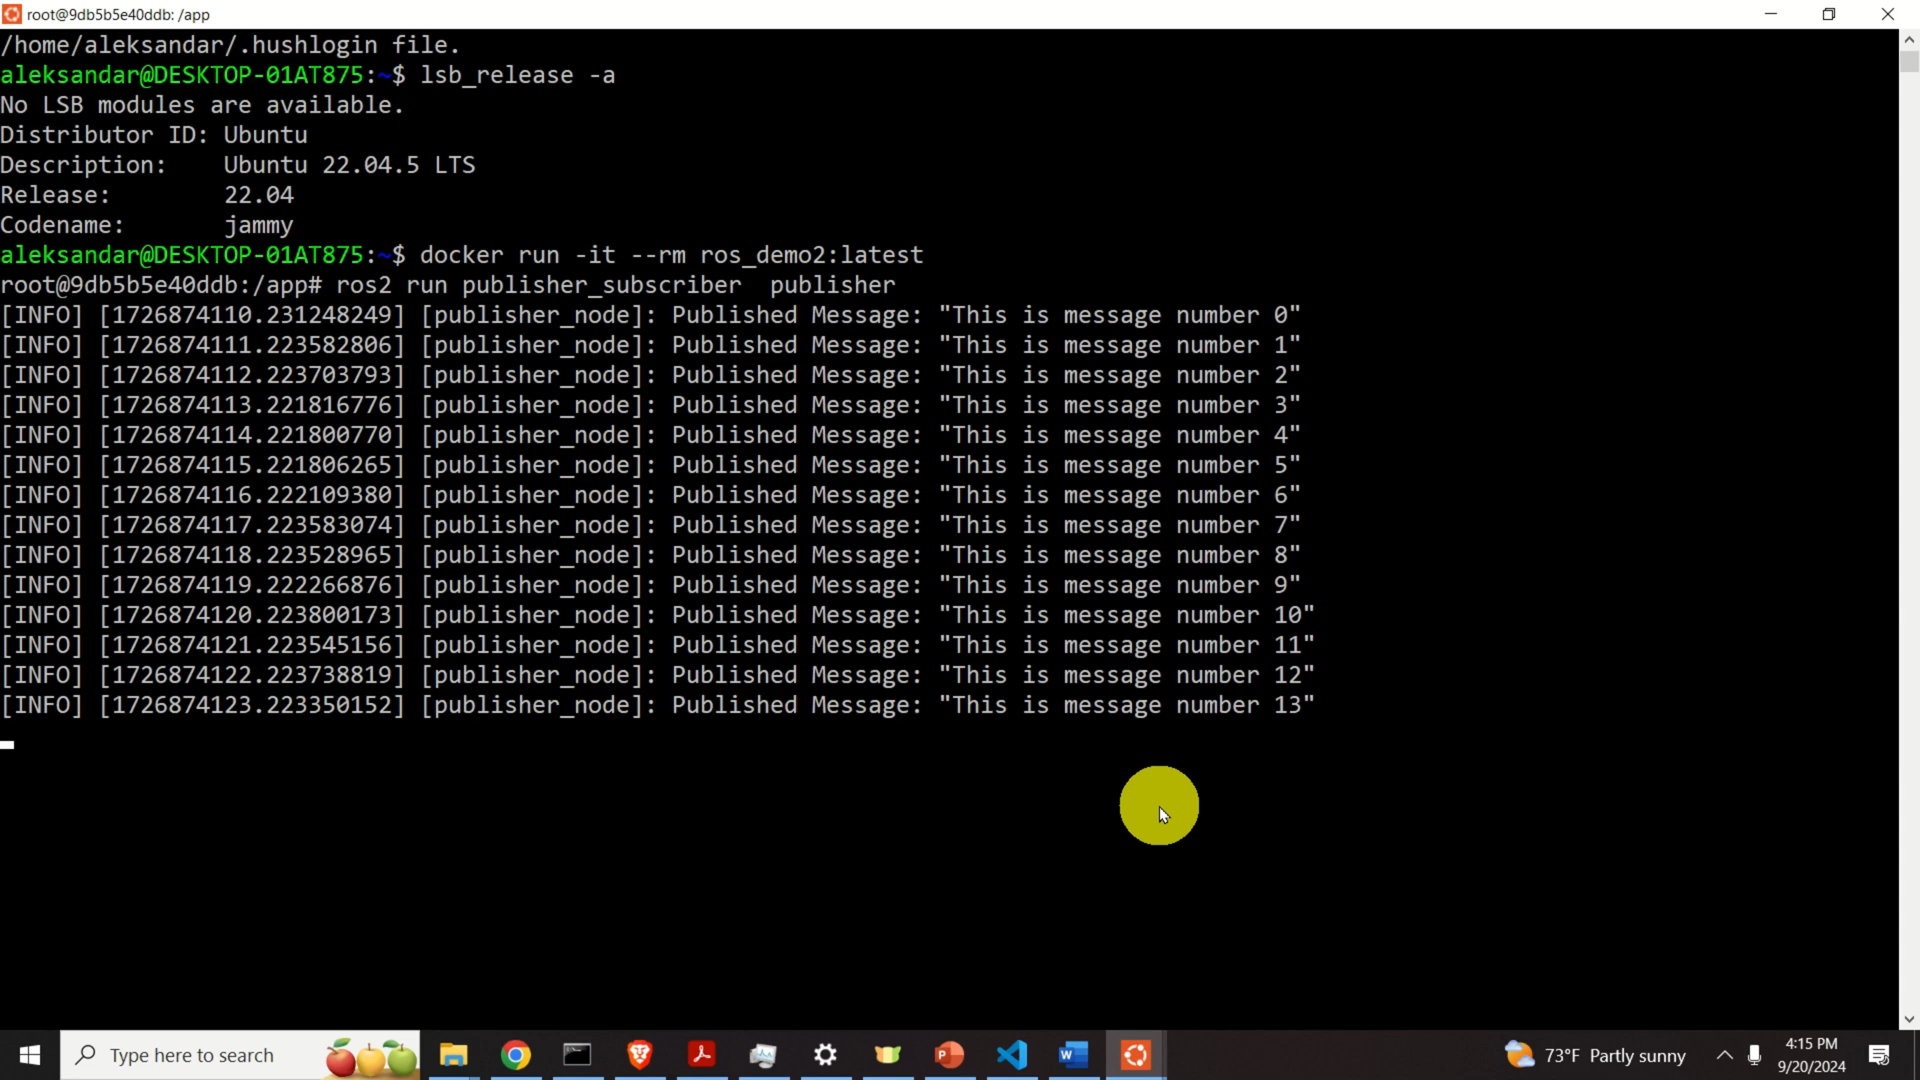 root@9db5b5e40ddb: /app
/home/aleksandar/.hushlogin file.
aleksandar@DESKTOP-01AT875:~$ lsb_release -a
No LSB modules are available.
Distributor ID: Ubuntu
Description:    Ubuntu 22.04.5 LTS
Release:        22.04
Codename:       jammy
aleksandar@DESKTOP-01AT875:~$ docker run -it --rm ros_demo2:latest
root@9db5b5e40ddb:/app# ros2 run publisher_subscriber  publisher
[INFO] [1726874110.231248249] [publisher_node]: Published Message: "This is message number 0"
[INFO] [1726874111.223582806] [publisher_node]: Published Message: "This is message number 1"
[INFO] [1726874112.223703793] [publisher_node]: Published Message: "This is message number 2"
[INFO] [1726874113.221816776] [publisher_node]: Published Message: "This is message number 3"
[INFO] [1726874114.221800770] [publisher_node]: Published Message: "This is message number 4"
[INFO] [1726874115.221806265] [publisher_node]: Published Message: "This is message number 5"
[INFO] [1726874116.222109380] [publisher_node]: Published Message: "This is message number 6"
[INFO] [1726874117.223583074] [publisher_node]: Published Message: "This is message number 7"
[INFO] [1726874118.223528965] [publisher_node]: Published Message: "This is message number 8"
[INFO] [1726874119.222266876] [publisher_node]: Published Message: "This is message number 9"
[INFO] [1726874120.223800173] [publisher_node]: Published Message: "This is message number 10"
[INFO] [1726874121.223545156] [publisher_node]: Published Message: "This is message number 11"
[INFO] [1726874122.223738819] [publisher_node]: Published Message: "This is message number 12"
[INFO] [1726874123.223350152] [publisher_node]: Published Message: "This is message number 13"
Type here to search
73°F Partly sunny
4:15 PM
9/20/2024